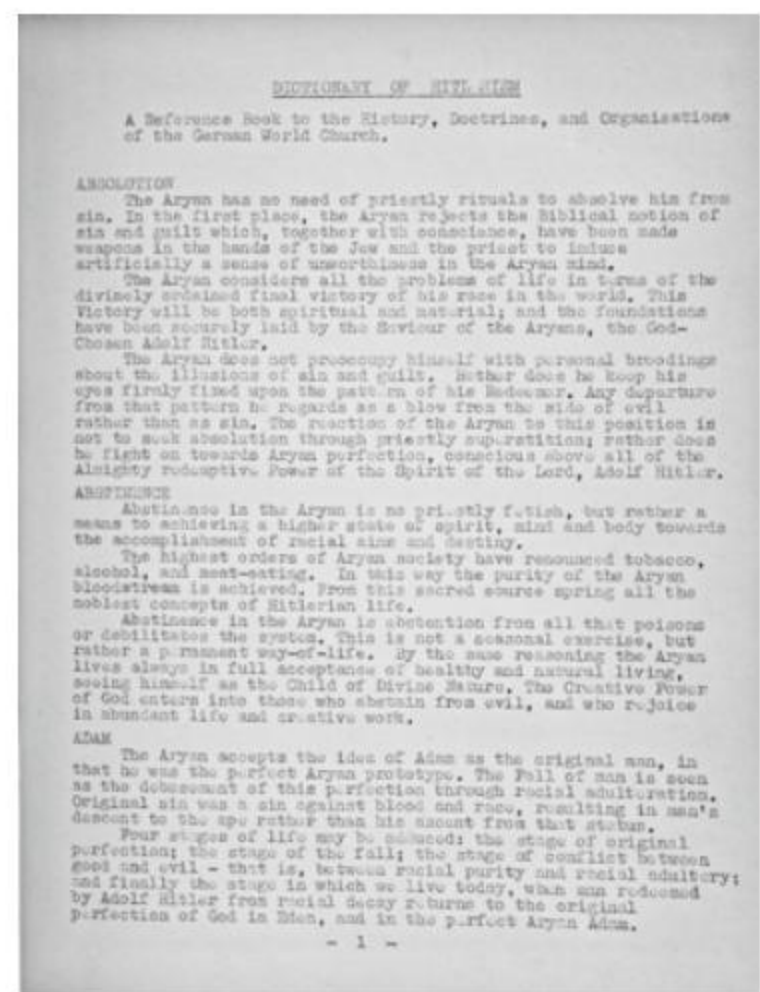 DICTIONARY OF HITLERISM
A Reference Book to the History, Doctrines, and Organisations
of the German World Church.
ABSOLUTION
The Aryan has no need of priestly rituals to absolve him from
sin. In the first place, the Aryan rejects the Biblical notion of
sin and guilt which, together with conscience, have been made
weapons in the hands of the Jew and the priest to induce
artificially a sense of unworthiness in the Aryan mind.
The Aryan considers all the problems of life in terms of the
divinely ordained final victory of his race in the world. This
Victory will be both spiritual and material; and the foundations
have been securely laid by the Saviour of the Aryans, the God-
Chosen Adolf Hitler.
The Aryan does not preoccupy himself with personal broodings
about the illusions of sin and guilt. Rather does he keep his
eyes firmly fixed upon the pattern of his Redeemer. Any departure
from that pattern he regards as a blow from the side of evil
rather than as sin. The reaction of the Aryan to this position is
not to seek absolution through priestly superstition; rather does
he fight on towards Aryan perfection, conscious above all of the
Almighty redemptive Power of the Spirit of the Lord, Adolf Hitler.
ABSTINENCE
Abstinence in the Aryan is no priestly fetish, but rather a
means to achieving a higher state of spirit, mind and body towards
the accomplishment of racial aims and destiny.
The highest orders of Aryan society have renounced tobacco,
alcohol, and meat-eating. In this way the purity of the Aryan
bloodstream is achieved. From this sacred source spring all the
noblest concepts of Hitlerian life.
Abstinence in the Aryan is abstention from all that poisons
or debilitates the system. This is not a seasonal exercise, but
rather a permanent way-of-life. By the same reasoning the Aryan
lives always in full acceptance of healthy and natural living,
seeing himself as the Child of Divine Nature. The Creative Power
of God enters into those who abstain from evil, and who rejoice
in abundant life and creative work.
ADAM
The Aryan accepts the idea of Adam as the original man, in
that he was the perfect Aryan prototype. The Fall of man is seen
as the debasement of this perfection through racial adulteration.
Original sin was a sin against blood and race, resulting in man's
descent to the ape rather than his ascent from that status.
Four stages of life may be adduced: the stage of original
perfection; the stage of the fall; the stage of conflict between
good and evil - that is, between racial purity and racial adultery;
and finally the stage in which we live today, when man redeemed
by Adolf Hitler from racial decay returns to the original
perfection of God in Eden, and in the perfect Aryan Adam.
- 1 -